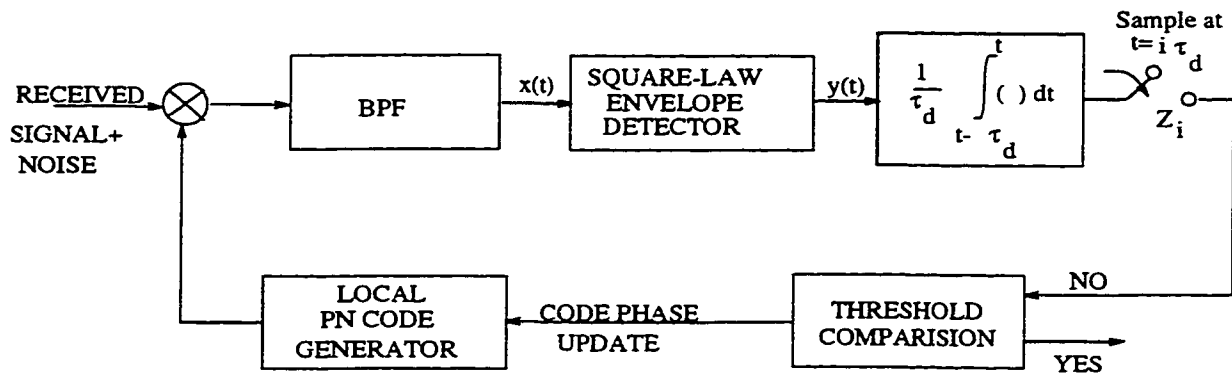 Sample at
t= i τd
RECEIVED
SIGNAL+
NOISE
BPF
x(t)
SQUARE-LAW
ENVELOPE
DETECTOR
y(t)
1
τd
t
( ) dt
t- τd
Zi
LOCAL
PN CODE
GENERATOR
CODE PHASE
UPDATE
THRESHOLD
COMPARISION
NO
YES